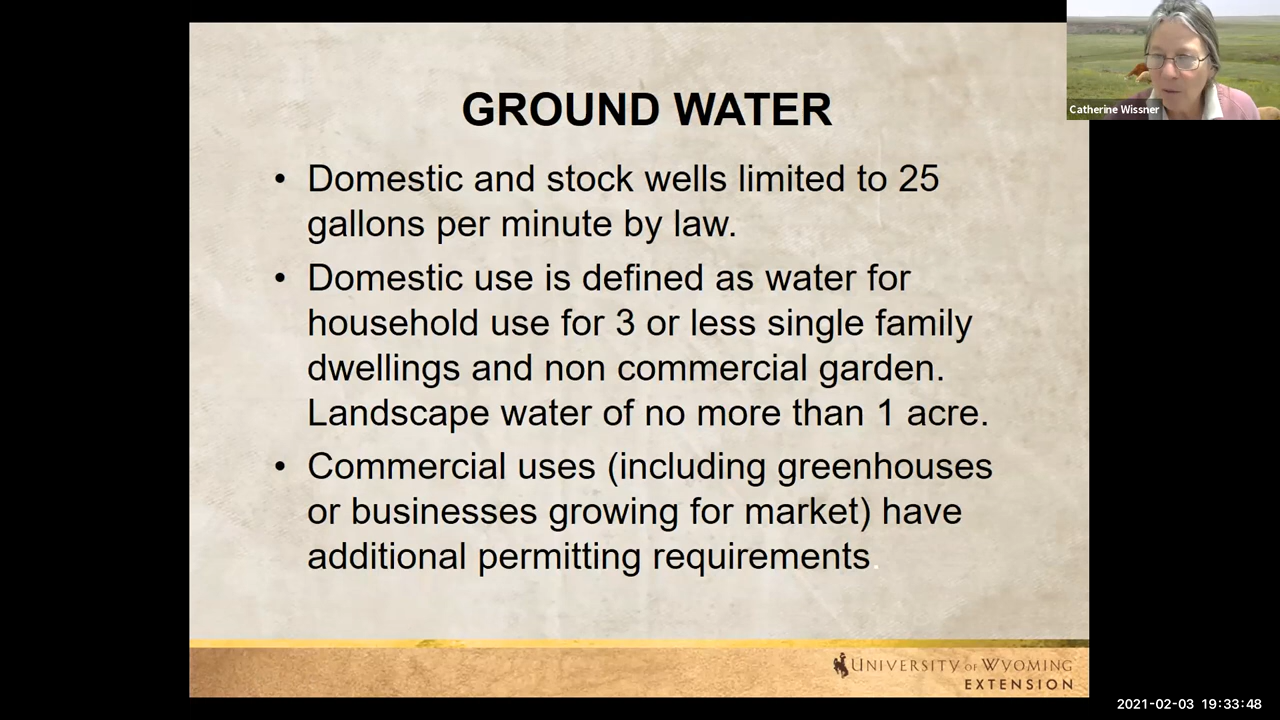 Catherine Wissner
GROUND WATER
• Domestic and stock wells limited to 25
gallons per minute by law.
• Domestic use is defined as water for
household use for 3 or less single family
dwellings and non commercial garden.
Landscape water of no more than 1 acre.
• Commercial uses (including greenhouses
or businesses growing for market) have
additional permitting requirements.
UNIVERSITY OF WYOMING
EXTENSION
2021-02-03 19:33:48